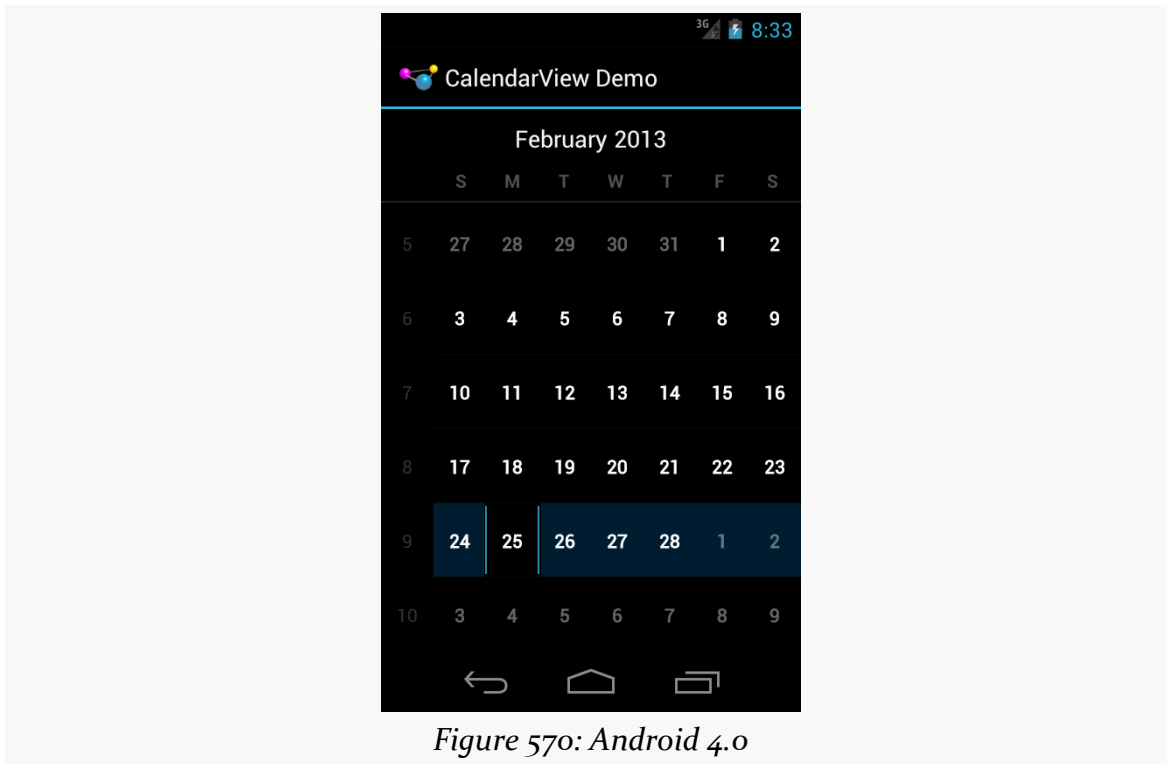 3G 8:33
CalendarView Demo
February 2013
S M T W T F S
5 27 28 29 30 31 1 2
6 3 4 5 6 7 8 9
7 10 11 12 13 14 15 16
8 17 18 19 20 21 22 23
9 24 25 26 27 28 1 2
10 3 4 5 6 7 8 9
Figure 570: Android 4.0